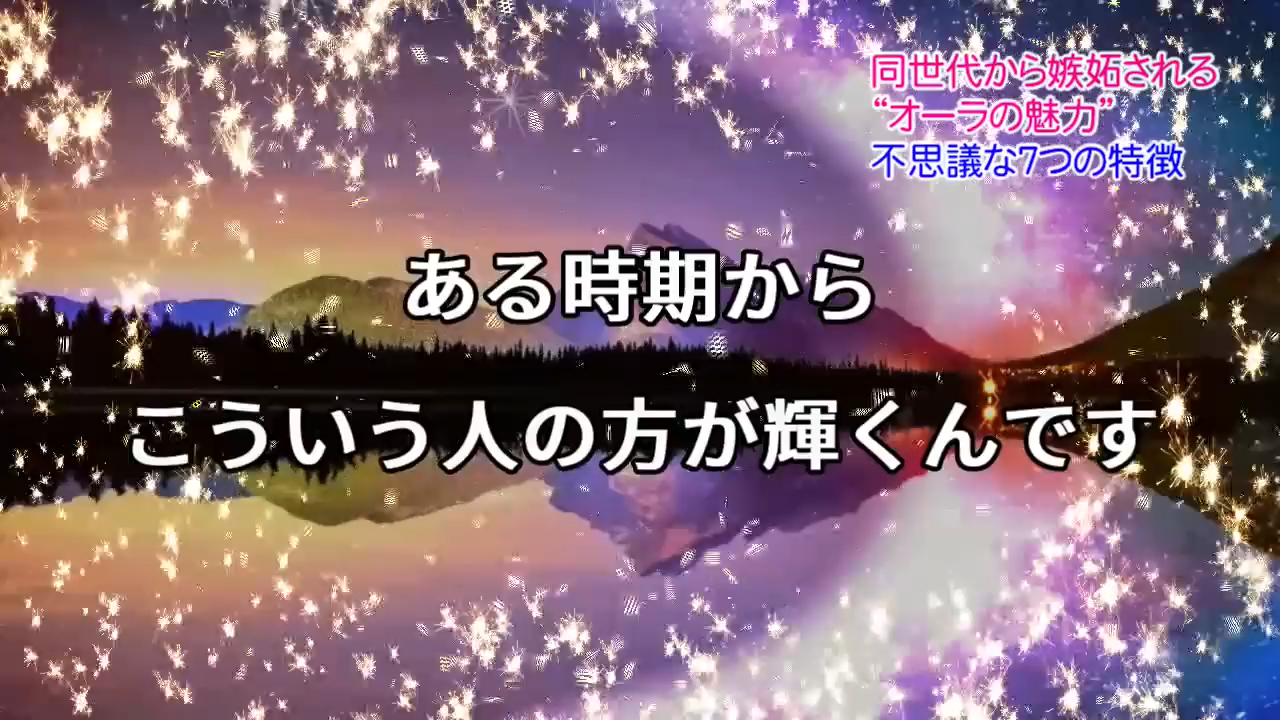 同世代から嫉妬される
“オーラの魅力”
不思議な7つの特徴
ある時期から
こういう人の方が輝くんです